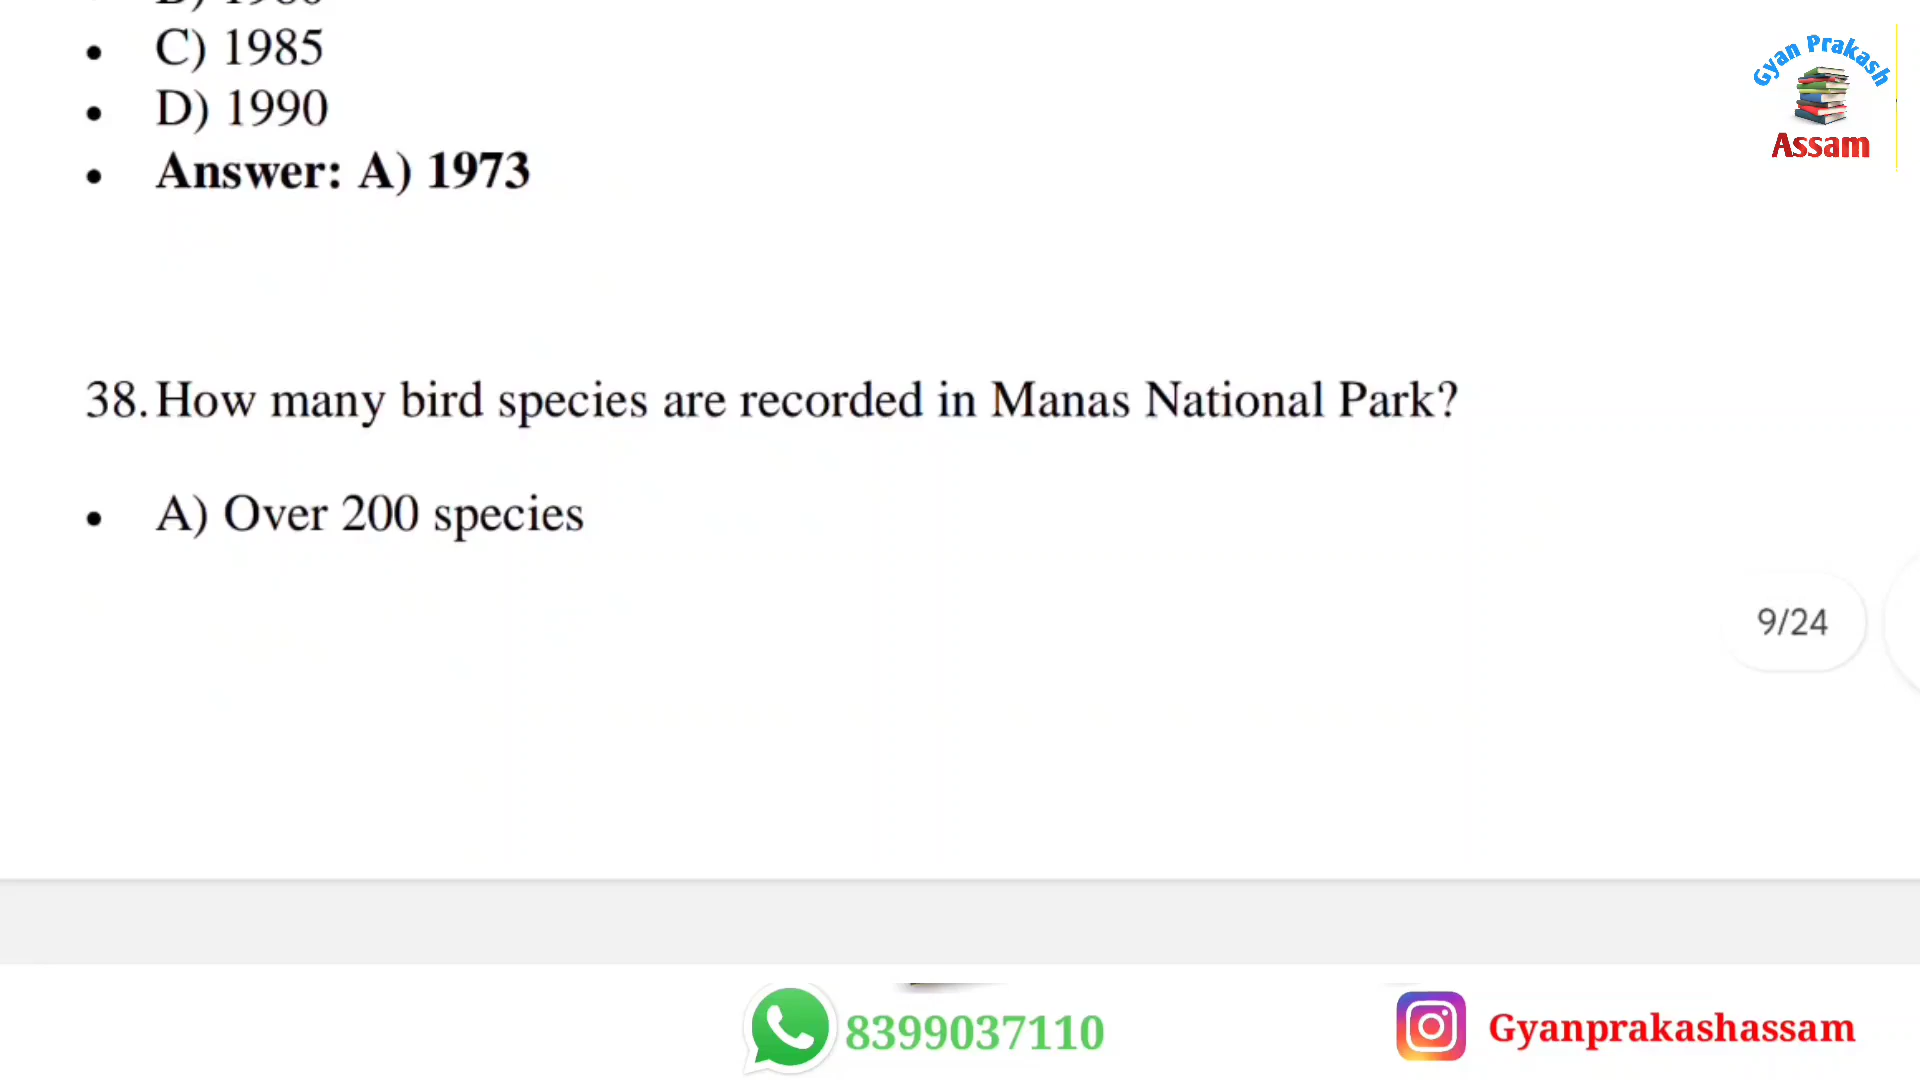 • C) 1985
• D) 1990
• Answer: A) 1973
38. How many bird species are recorded in Manas National Park?
• A) Over 200 species
Gyan Prakash
Assam
9/24
8399037110
Gyanprakashassam